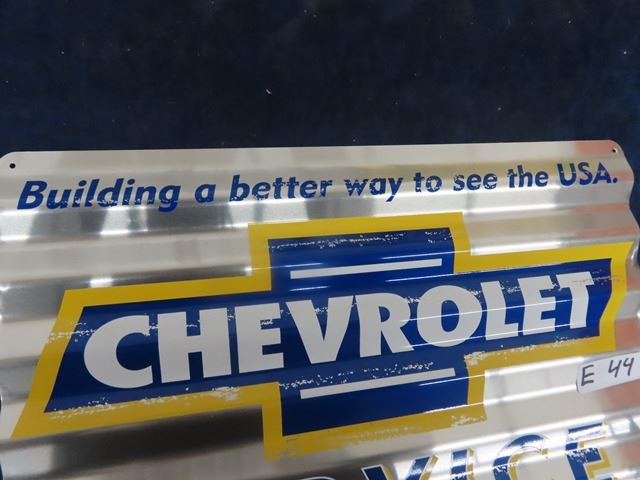 Building a better way to see the USA.
CHEVROLET
E 44